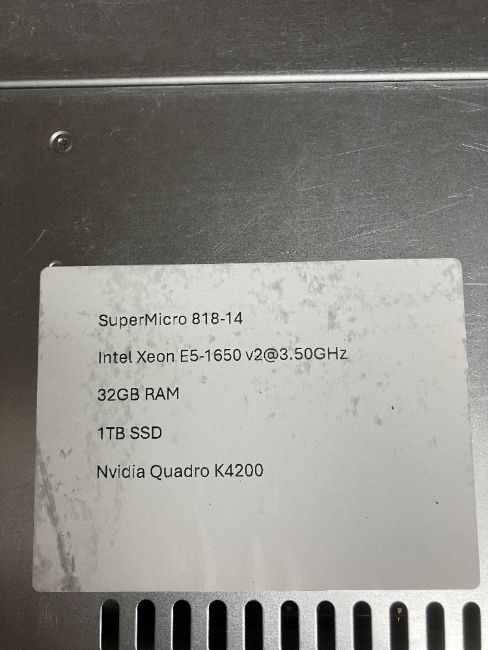 SuperMicro 818-14
Intel Xeon E5-1650 v2@3.50GHz
32GB RAM
1TB SSD
Nvidia Quadro K4200